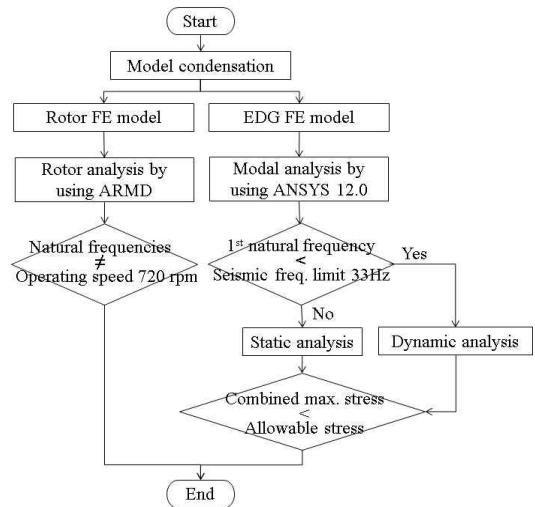 Start
Model condensation
Rotor FE model
EDG FE model
Rotor analysis by
using ARMD
Modal analysis by
using ANSYS 12.0
Natural frequencies
≠
Operating speed 720 rpm
1st natural frequency
<
Seismic freq. limit 33Hz
Yes
No
Static analysis
Dynamic analysis
Combined max. stress
<
Allowable stress
End